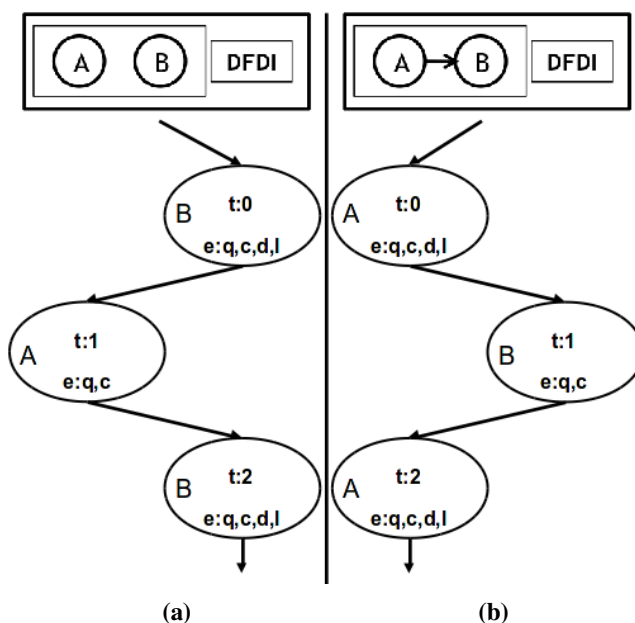 A B DFDI
A B DFDI
B t:0
e:q,c,d,l
A t:0
e:q,c,d,l
A t:1
e:q,c
B t:1
e:q,c
B t:2
e:q,c,d,l
A t:2
e:q,c,d,l
(a)
(b)